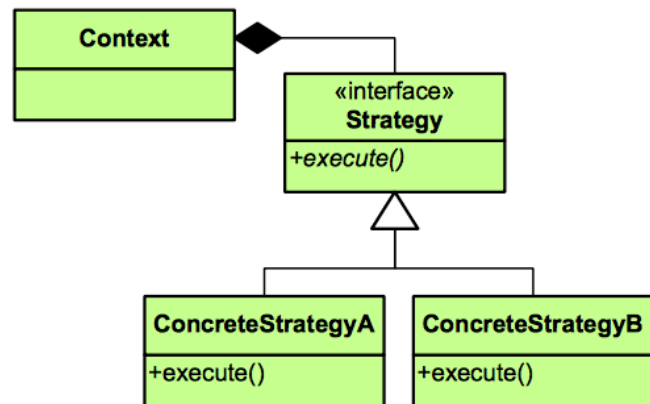 Context
«interface»
Strategy
+execute()
ConcreteStrategyA
+execute()
ConcreteStrategyB
+execute()